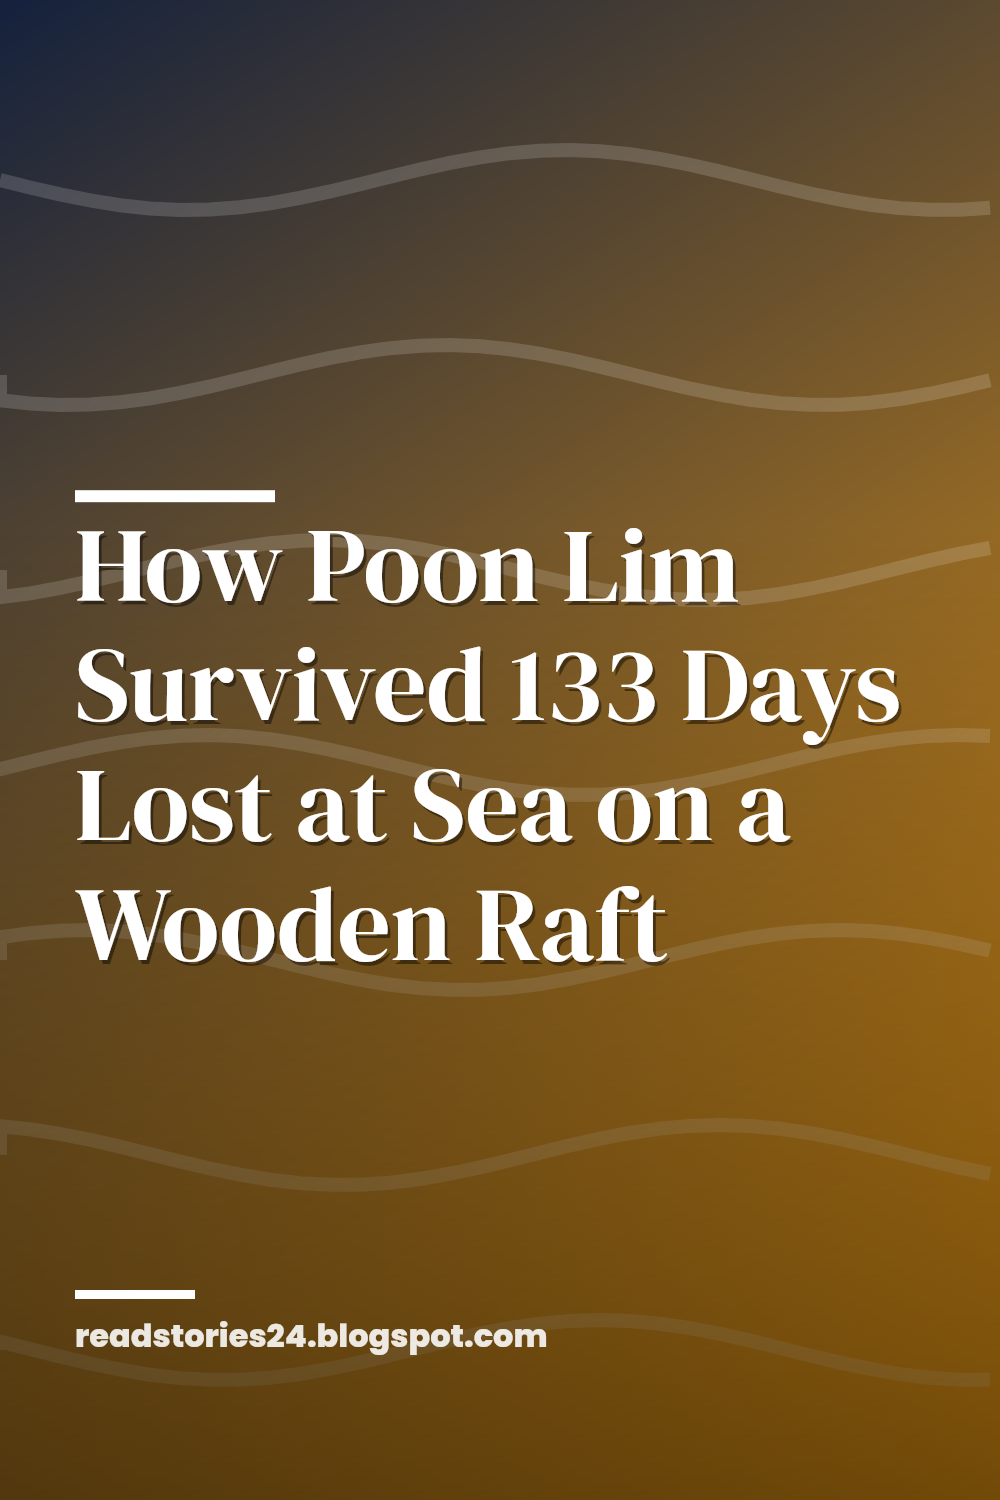 How Poon Lim
Survived 133 Days
Lost at Sea on a
Wooden Raft
readstories24.blogspot.com